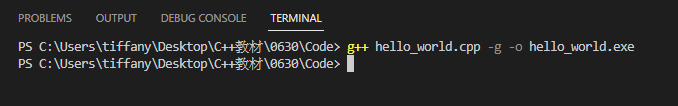 PROBLEMS OUTPUT DEBUG CONSOLE TERMINAL
PS C:\Users\tiffany\Desktop\C++教材\0630\Code> g++ hello_world.cpp -g -o hello_world.exe
PS C:\Users\tiffany\Desktop\C++教材\0630\Code>